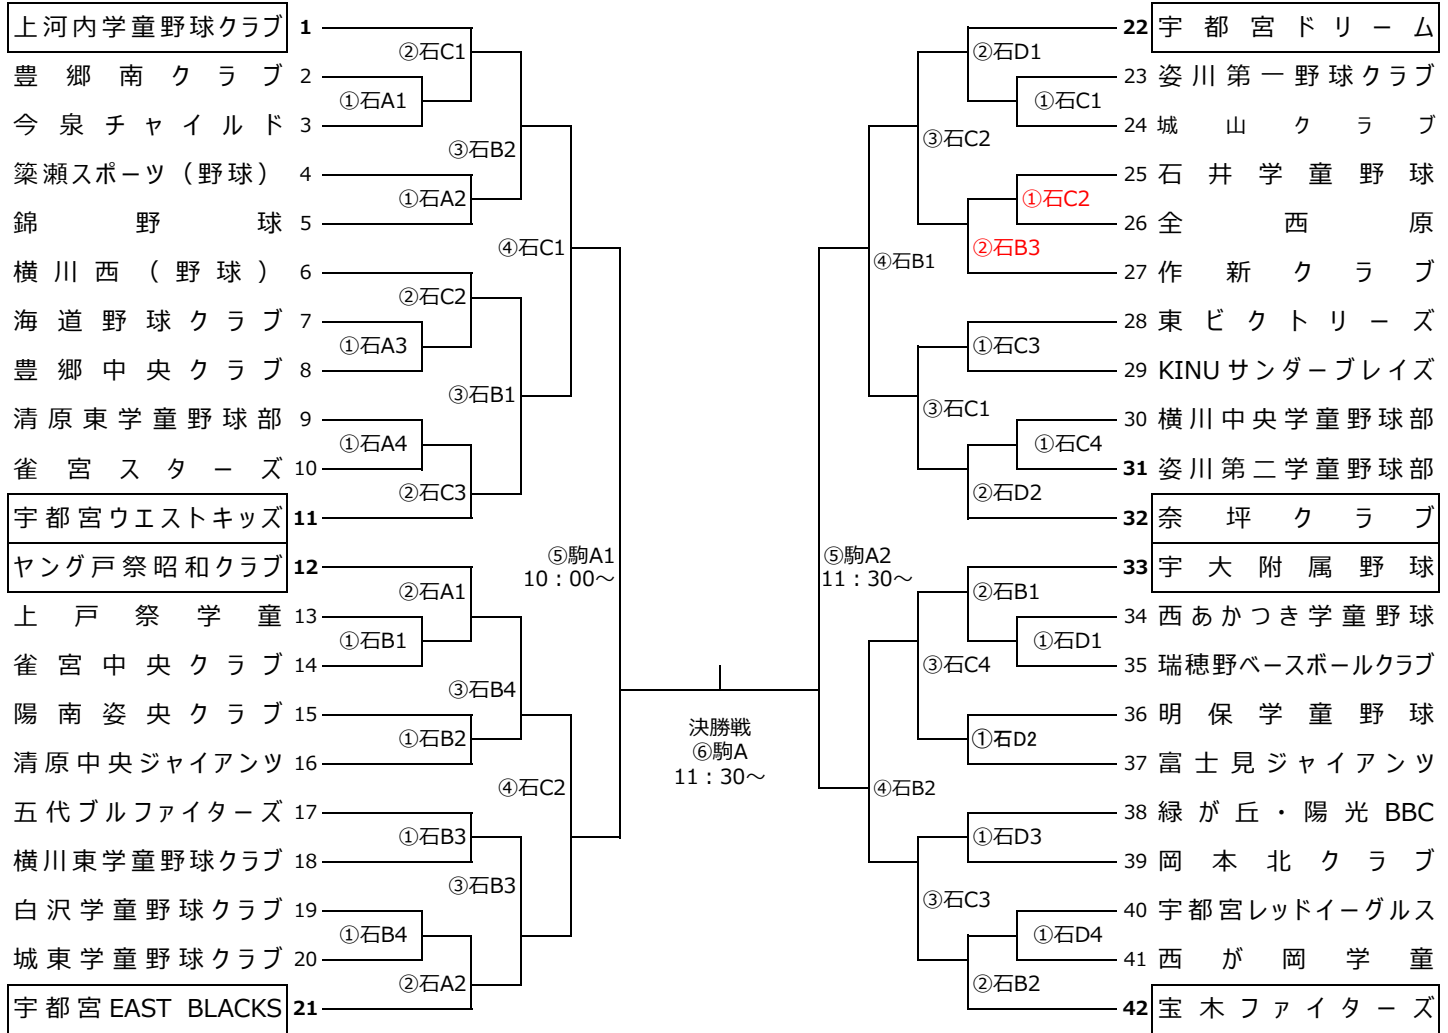 上河内学童野球クラブ 1
豊郷南クラブ 2
今泉チャイルド 3
簗瀬スポーツ（野球） 4
錦野球 5
横川西（野球） 6
海道野球クラブ 7
豊郷中央クラブ 8
清原東学童野球部 9
雀宮スターズ 10
宇都宮ウエストキッズ 11
ヤング戸祭昭和クラブ 12
上戸祭学童 13
雀宮中央クラブ 14
陽南姿央クラブ 15
清原中央ジャイアンツ 16
五代ブルファイターズ 17
横川東学童野球クラブ 18
白沢学童野球クラブ 19
城東学童野球クラブ 20
宇都宮EAST BLACKS 21
②石C1
①石A1
③石B2
①石A2
④石C1
②石C2
①石A3
③石B1
①石A4
②石C3
⑤駒A1
10：00～
②石A1
①石B1
③石B4
①石B2
④石C2
①石B3
③石B3
①石B4
②石A2
決勝戦
⑥駒A
11：30～
②石D1
①石C1
③石C2
①石C2
②石B3
④石B1
①石C3
③石C1
①石C4
②石D2
⑤駒A2
11：30～
②石B1
①石D1
③石C4
①石D2
④石B2
①石D3
③石C3
①石D4
②石B2
22 宇都宮ドリーム
23 姿川第一野球クラブ
24 城山クラブ
25 石井学童野球
26 全西原
27 作新クラブ
28 東ビクトリーズ
29 KINUサンダーブレイズ
30 横川中央学童野球部
31 姿川第二学童野球部
32 奈坪クラブ
33 宇大附属野球
34 西あかつき学童野球
35 瑞穂野ベースボールクラブ
36 明保学童野球
37 富士見ジャイアンツ
38 緑が丘・陽光BBC
39 岡本北クラブ
40 宇都宮レッドイーグルス
41 西が岡学童
42 宝木ファイターズ